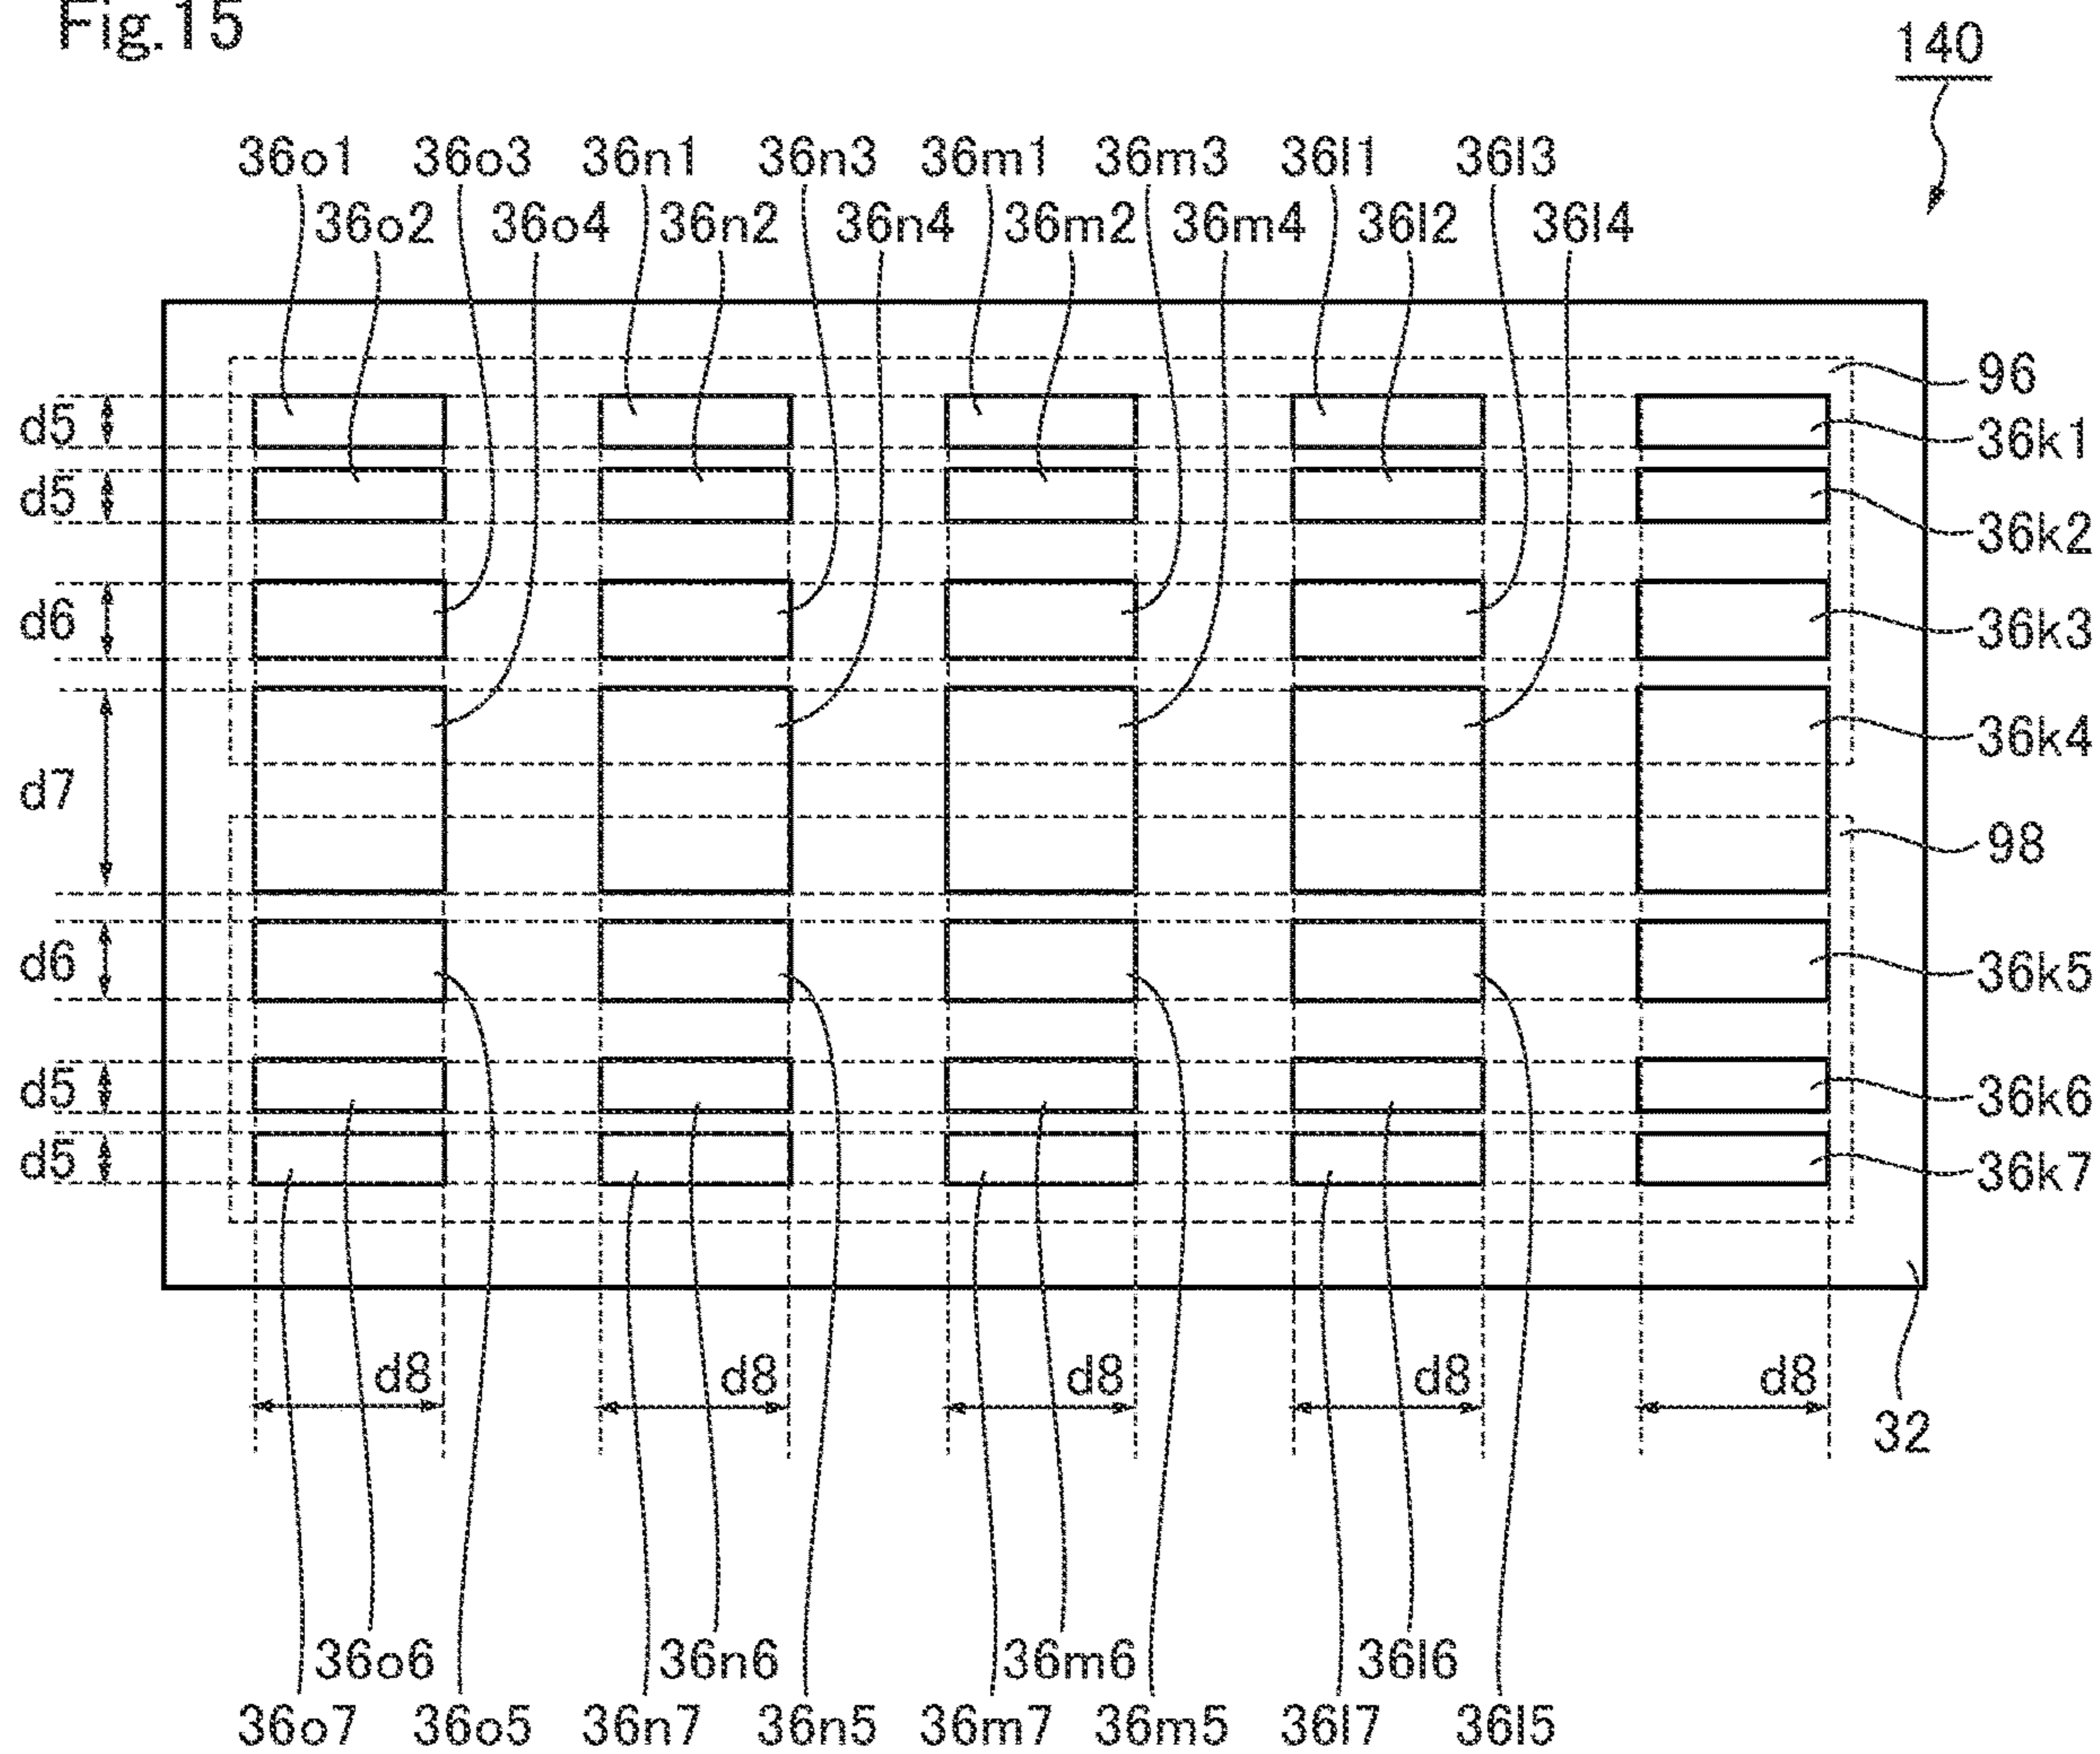 Fig.15
140
36o1 36o3 36n1 36n3 36m1 36m3 36l1 36l3
36o2 36o4 36n2 36n4 36m2 36m4 36l2 36l4
96
d5 36k1
d5 36k2
d6 36k3
36k4
d7
98
d6 36k5
d5 36k6
d5 36k7
d8 d8 d8 d8 d8
32
36o6 36n6 36m6 36l6
36o7 36o5 36n7 36n5 36m7 36m5 36l7 36l5